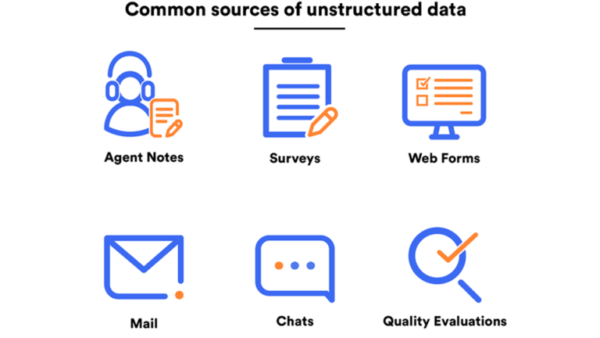 Common sources of unstructured data
Agent Notes
Surveys
Web Forms
Mail
Chats
Quality Evaluations